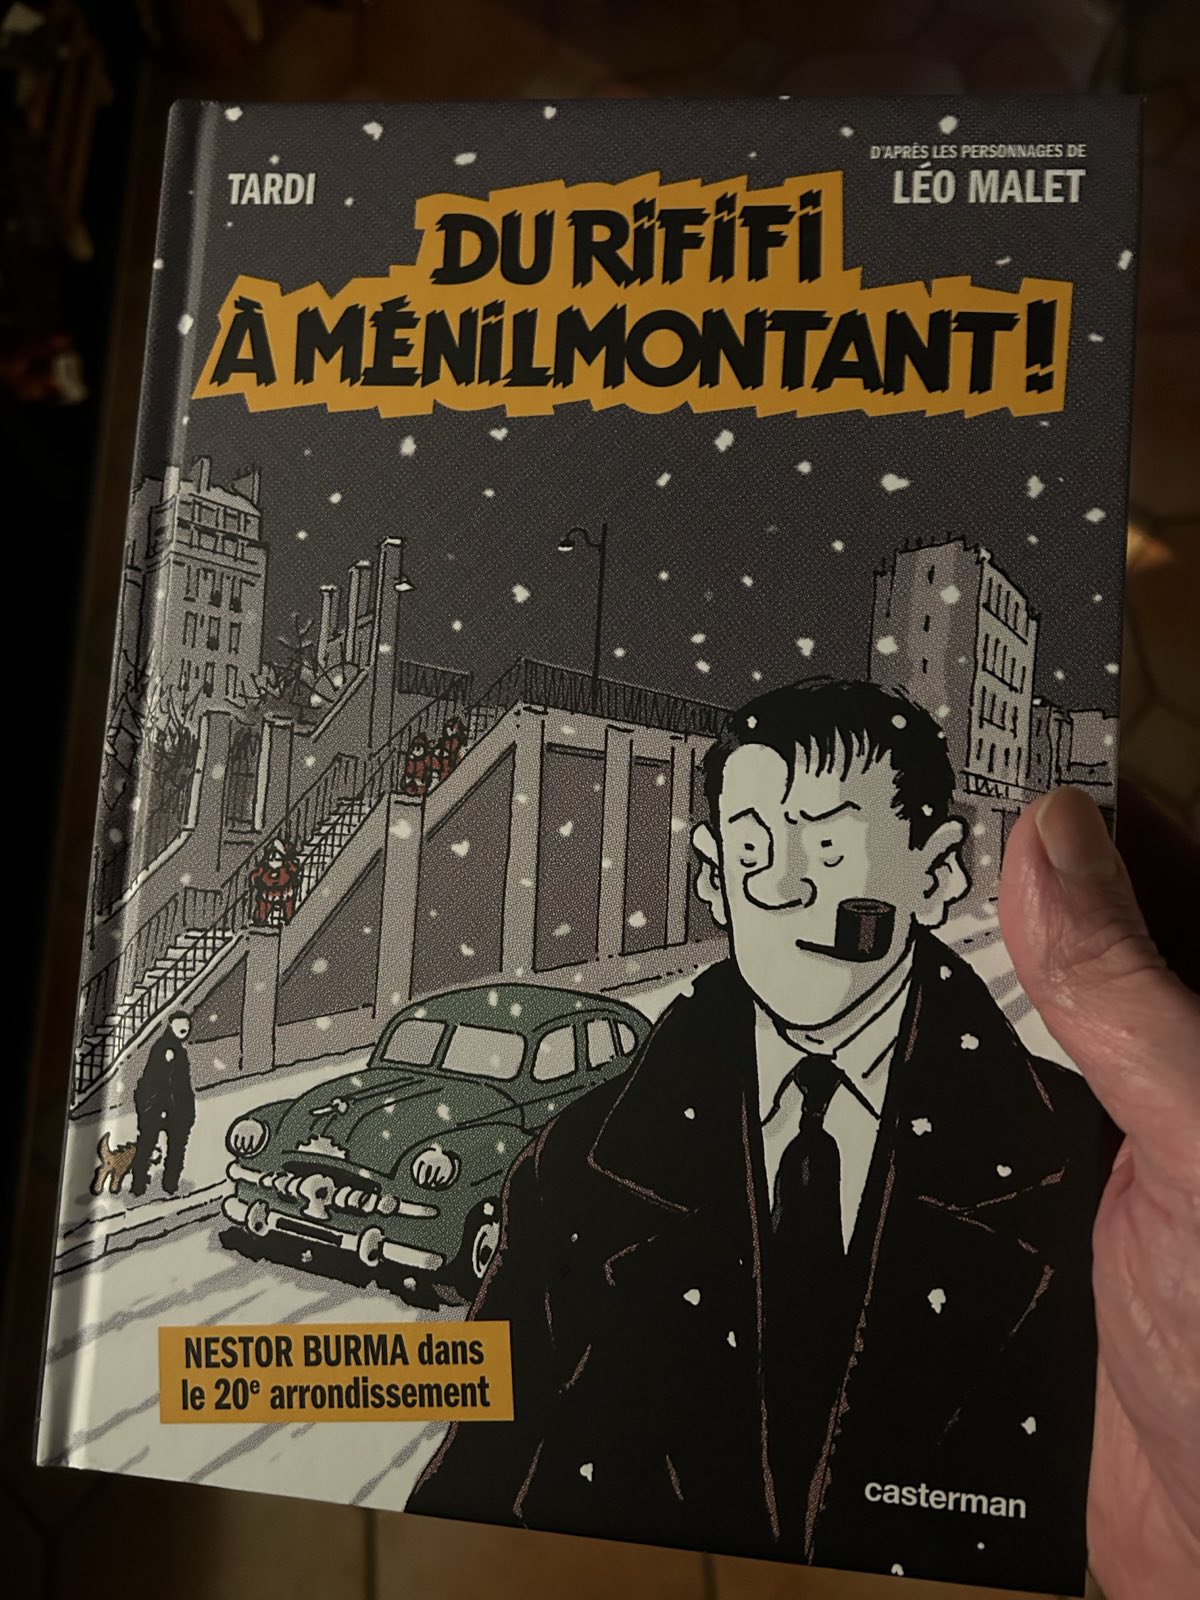 TARDI
D'APRÈS LES PERSONNAGES DE
LÉO MALET
DU RIFIFI
À MÉNILMONTANT !
NESTOR BURMA dans
le 20e arrondissement
casterman